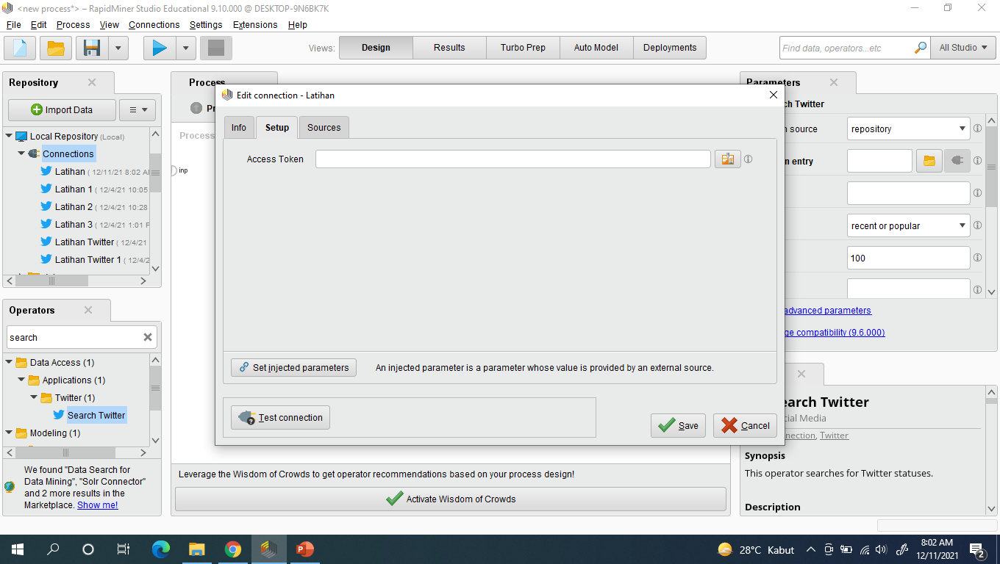 <new process*> – RapidMiner Studio Educational 9.10.000 @ DESKTOP-9N6BK7K
File Edit Process View Connections Settings Extensions Help
Views: Design Results Turbo Prep Auto Model Deployments
Find data, operators...etc All Studio
Repository
Import Data
Local Repository (Local)
Connections
Latihan ( 12/11/21 8:02 AM
Latihan 1 ( 12/4/21 10:05
Latihan 2 ( 12/4/21 10:28
Latihan 3 ( 12/4/21 1:01 P
Latihan Twitter ( 12/4/21
Latihan Twitter 1 ( 12/4/2
Operators
search
Data Access (1)
Applications (1)
Twitter (1)
Search Twitter
Modeling (1)
We found "Data Search for
Data Mining", "Solr Connector"
and 2 more results in the
Marketplace. Show me!
Process
Process
inp
Edit connection - Latihan
Info Setup Sources
Access Token
Set injected parameters
An injected parameter is a parameter whose value is provided by an external source.
Test connection
Save Cancel
Leverage the Wisdom of Crowds to get operator recommendations based on your process design!
Activate Wisdom of Crowds
Parameters
ch Twitter
n source
repository
n entry
recent or popular
100
advanced parameters
ge compatibility (9.6.000)
earch Twitter
cial Media
nection, Twitter
Synopsis
This operator searches for Twitter statuses.
Description
28°C Kabut
8:02 AM
12/11/2021
2